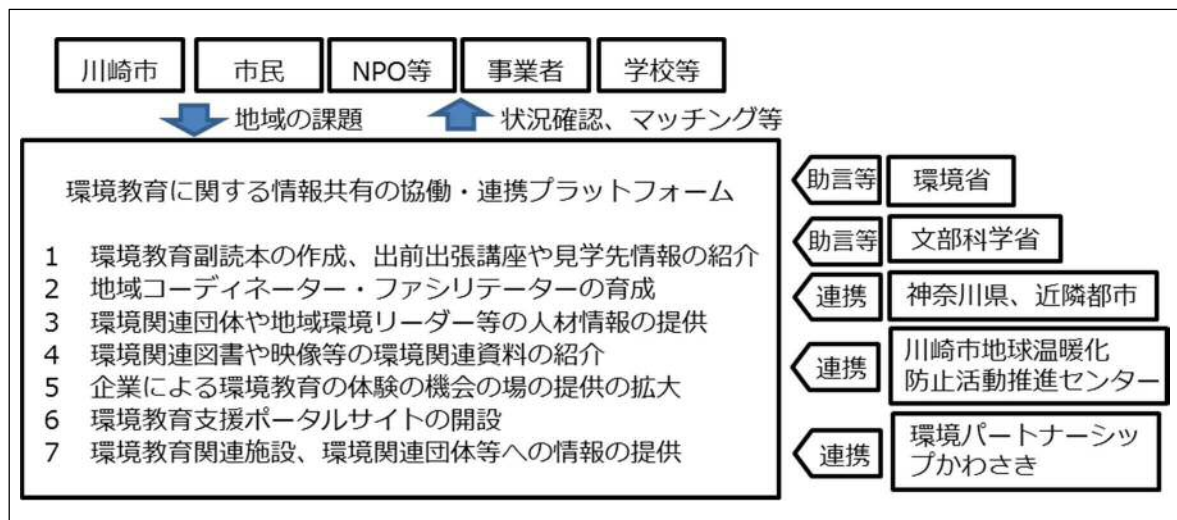 川崎市
市民
NPO等
事業者
学校等
地域の課題
状況確認、マッチング等
環境教育に関する情報共有の協働・連携プラットフォーム
1 環境教育副読本の作成、出前出張講座や見学先情報の紹介
2 地域コーディネーター・ファシリテーターの育成
3 環境関連団体や地域環境リーダー等の人材情報の提供
4 環境関連図書や映像等の環境関連資料の紹介
5 企業による環境教育の体験の機会の場の提供の拡大
6 環境教育支援ポータルサイトの開設
7 環境教育関連施設、環境関連団体等への情報の提供
助言等
環境省
助言等
文部科学省
連携
神奈川県、近隣都市
連携
川崎市地球温暖化
防止活動推進センター
連携
環境パートナーシッ
プかわさき